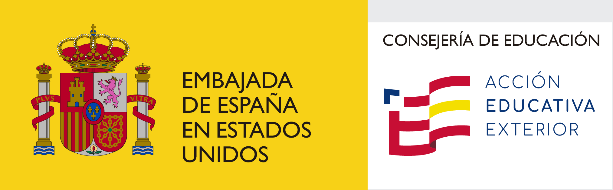 EMBAJADA
DE ESPAÑA
EN ESTADOS
UNIDOS
CONSEJERÍA DE EDUCACIÓN
ACCIÓN
EDUCATIVA
EXTERIOR